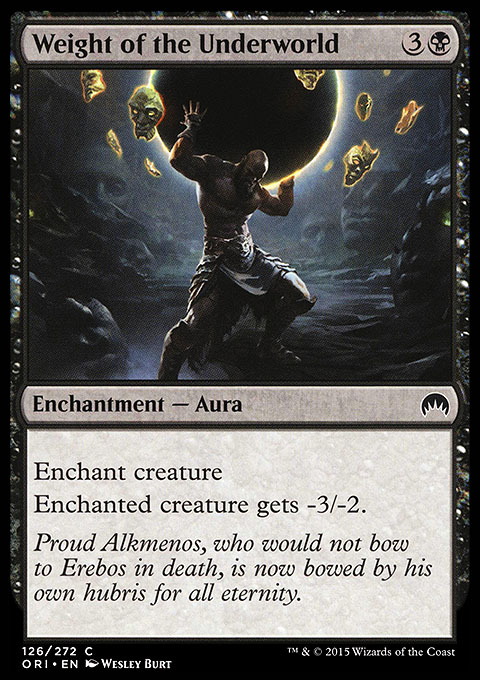 Weight of the Underworld 3
Enchantment — Aura
Enchant creature
Enchanted creature gets -3/-2.
Proud Alkmenos, who would not bow
to Erebos in death, is now bowed by his
own hubris for all eternity.
126/272 C
ORI • EN Wesley Burt
™ & © 2015 Wizards of the Coast